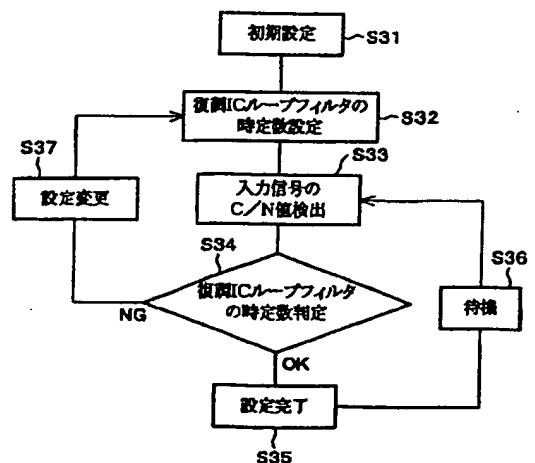 初期設定
S31
復調ICループフィルタの
時定数設定
S32
S37
設定変更
S33
入力信号の
C/N値検出
S34
復調ICループフィルタ
の時定数判定
NG
OK
S36
待機
設定完了
S35